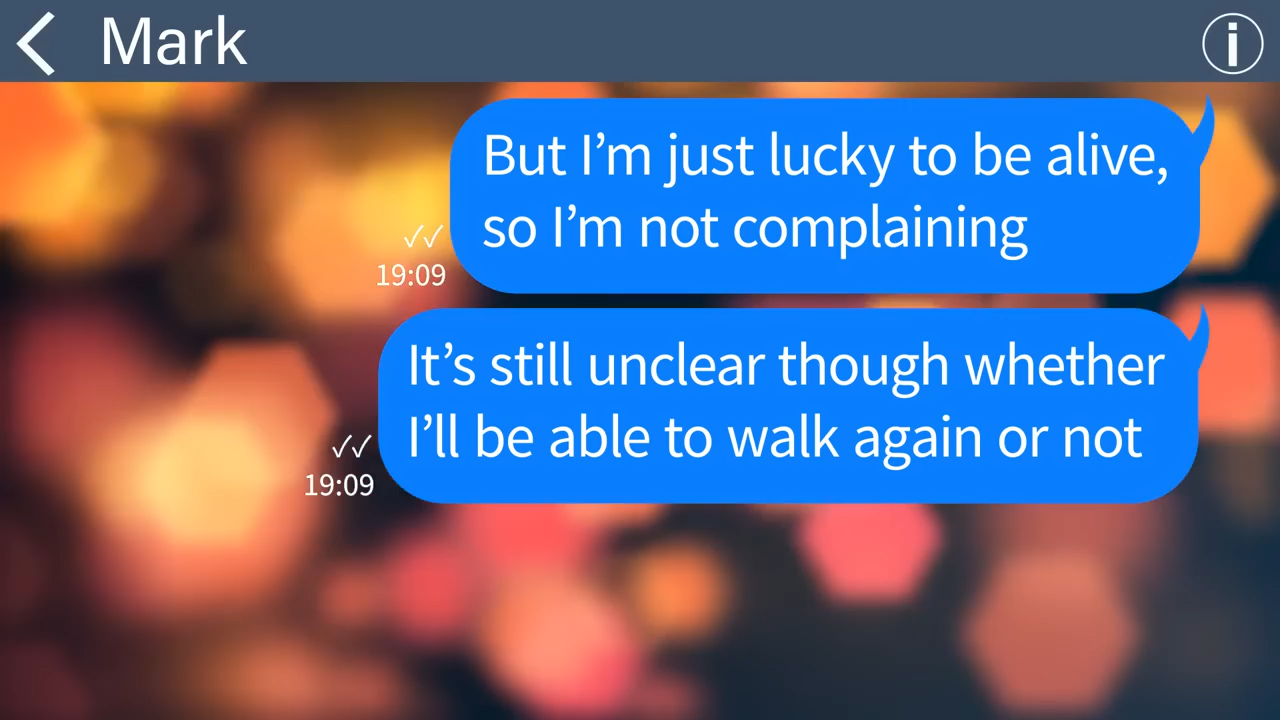 Mark
But I’m just lucky to be alive,
so I’m not complaining
19:09
It’s still unclear though whether
I’ll be able to walk again or not
19:09